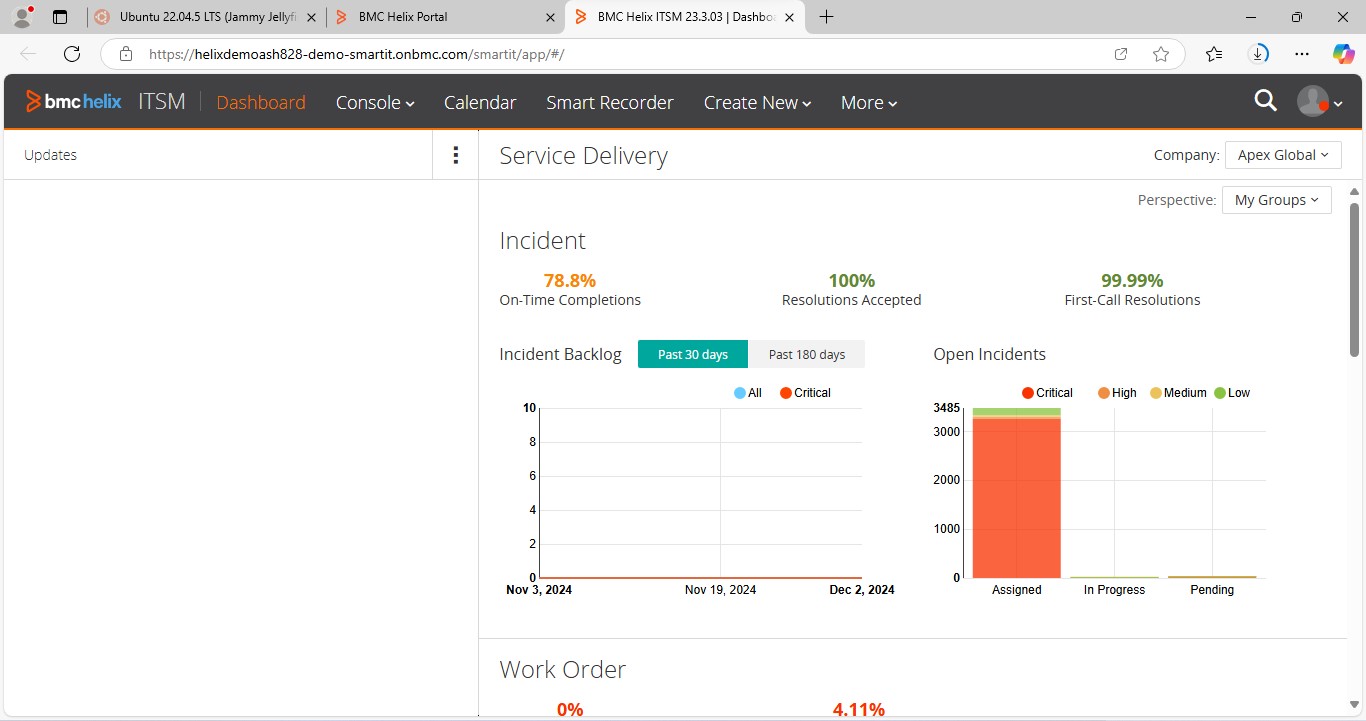 Ubuntu 22.04.5 LTS (Jammy Jellyfi
BMC Helix Portal
BMC Helix ITSM 23.3.03 | Dashboa
https://helixdemoash828-demo-smartit.onbmc.com/smartit/app/#/
bmc helix ITSM Dashboard Console Calendar Smart Recorder Create New More
Updates
Service Delivery
Company: Apex Global
Perspective: My Groups
Incident
78.8% 100% 99.99%
On-Time Completions Resolutions Accepted First-Call Resolutions
Incident Backlog Past 30 days Past 180 days
All Critical
10
8
6
4
2
0
Nov 3, 2024 Nov 19, 2024 Dec 2, 2024
Open Incidents
Critical High Medium Low
3485
3000
2000
1000
0
Assigned In Progress Pending
Work Order
0% 4.11%